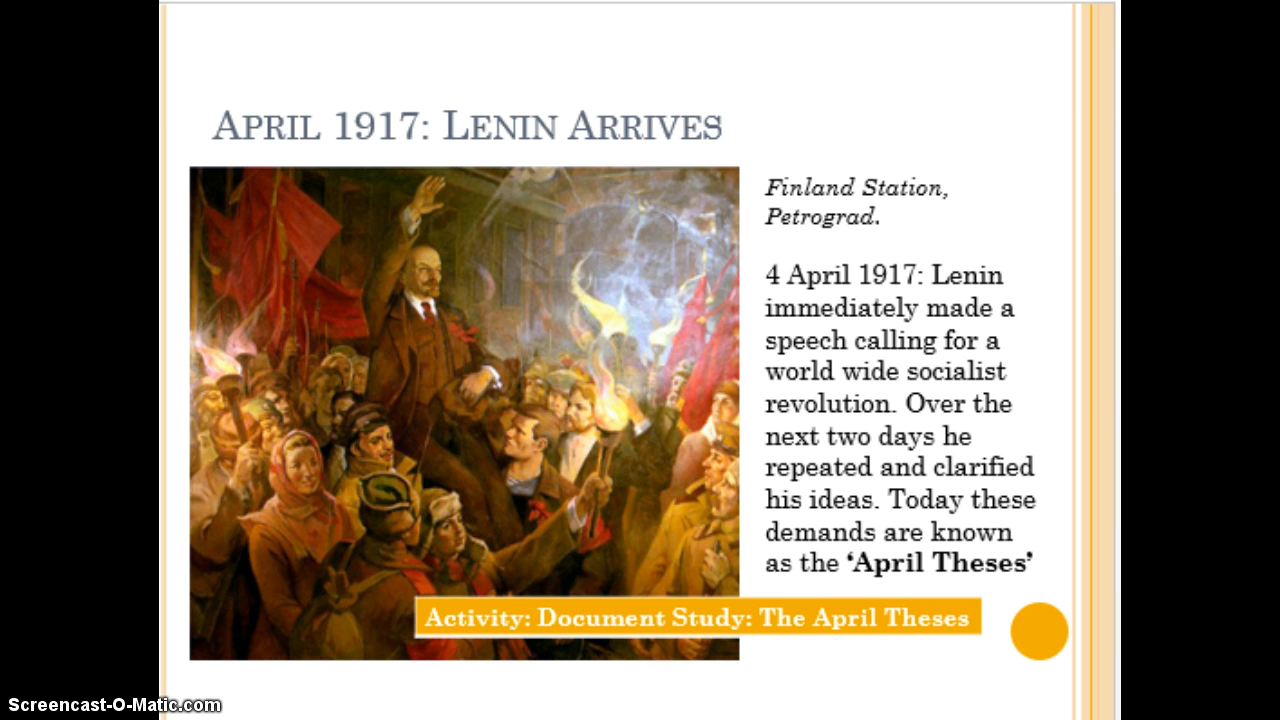 APRIL 1917: LENIN ARRIVES
Finland Station,
Petrograd.
4 April 1917: Lenin
immediately made a
speech calling for a
world wide socialist
revolution. Over the
next two days he
repeated and clarified
his ideas. Today these
demands are known
as the ‘April Theses’
Activity: Document Study: The April Theses
Screencast-O-Matic.com